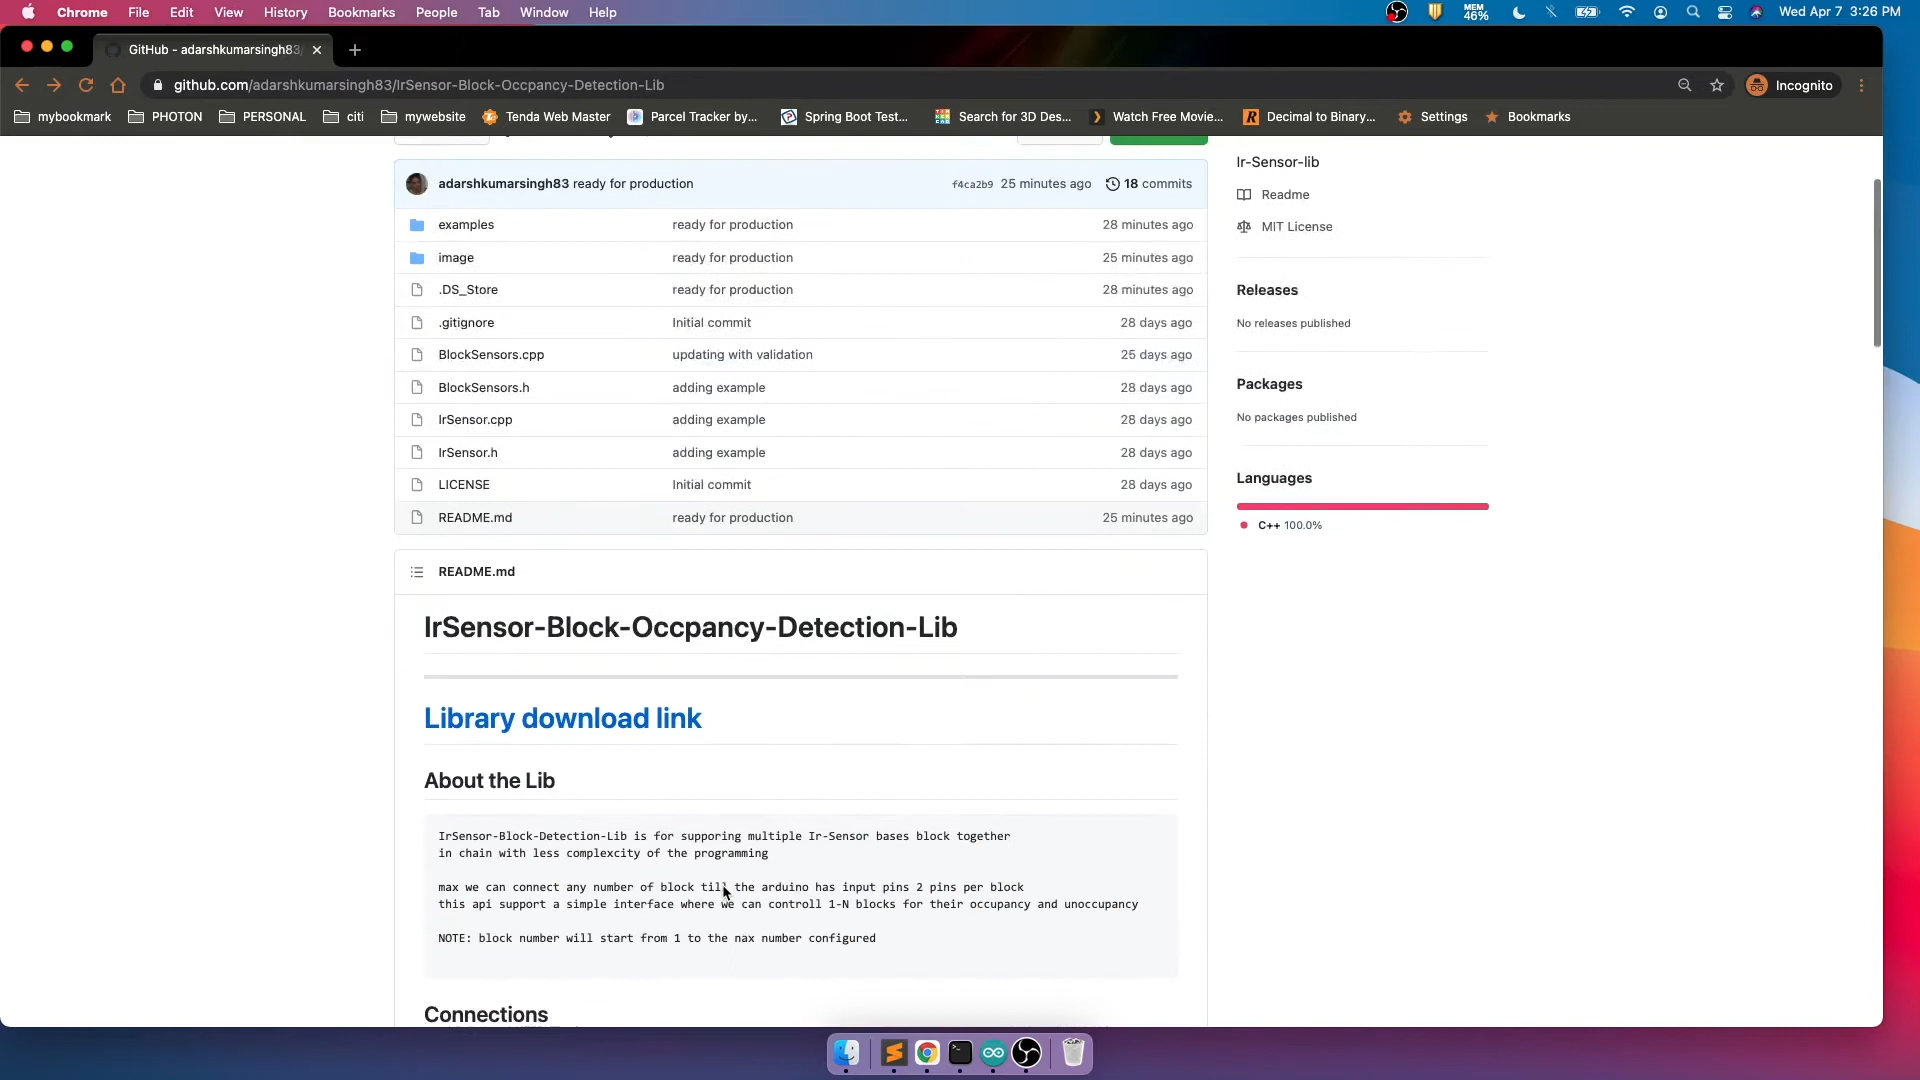 Chrome File Edit View History Bookmarks People Tab Window Help
MEM
46%
Wed Apr 7 3:26 PM
GitHub - adarshkumarsingh83/
github.com/adarshkumarsingh83/IrSensor-Block-Occpancy-Detection-Lib
Incognito
mybookmark PHOTON PERSONAL citi mywebsite Tenda Web Master Parcel Tracker by... Spring Boot Test... Search for 3D Des... Watch Free Movie... Decimal to Binary... Settings Bookmarks
adarshkumarsingh83 ready for production f4ca2b9 25 minutes ago 18 commits
examples ready for production 28 minutes ago
image ready for production 25 minutes ago
.DS_Store ready for production 28 minutes ago
.gitignore Initial commit 28 days ago
BlockSensors.cpp updating with validation 25 days ago
BlockSensors.h adding example 28 days ago
IrSensor.cpp adding example 28 days ago
IrSensor.h adding example 28 days ago
LICENSE Initial commit 28 days ago
README.md ready for production 25 minutes ago
Ir-Sensor-lib
Readme
MIT License
Releases
No releases published
Packages
No packages published
Languages
C++ 100.0%
README.md
IrSensor-Block-Occpancy-Detection-Lib
Library download link
About the Lib
IrSensor-Block-Detection-Lib is for supporing multiple Ir-Sensor bases block together
in chain with less complexcity of the programming
max we can connect any number of block till the arduino has input pins 2 pins per block
this api support a simple interface where we can controll 1-N blocks for their occupancy and unoccupancy
NOTE: block number will start from 1 to the nax number configured
Connections